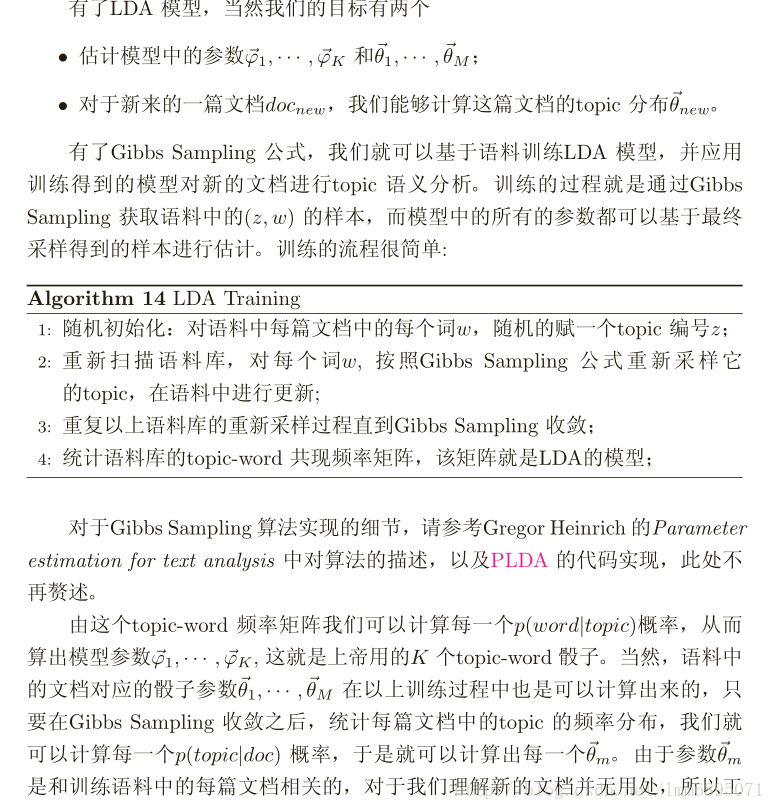 有了LDA 模型，当然我们的目标有两个
• 估计模型中的参数$\vec{\varphi}_1, \cdots, \vec{\varphi}_K$ 和$\vec{\theta}_1, \cdots, \vec{\theta}_M$；
• 对于新来的一篇文档$doc_{new}$，我们能够计算这篇文档的topic 分布$\vec{\theta}_{new}$。
有了Gibbs Sampling 公式，我们就可以基于语料训练LDA 模型，并应用
训练得到的模型对新的文档进行topic 语义分析。训练的过程就是通过Gibbs
Sampling 获取语料中的$(z, w)$ 的样本，而模型中的所有的参数都可以基于最终
采样得到的样本进行估计。训练的流程很简单:
Algorithm 14 LDA Training
1: 随机初始化：对语料中每篇文档中的每个词$w$，随机的赋一个topic 编号$z$；
2: 重新扫描语料库，对每个词$w$, 按照Gibbs Sampling 公式重新采样它
的topic，在语料中进行更新;
3: 重复以上语料库的重新采样过程直到Gibbs Sampling 收敛；
4: 统计语料库的topic-word 共现频率矩阵，该矩阵就是LDA的模型；
对于Gibbs Sampling 算法实现的细节，请参考Gregor Heinrich 的Parameter
estimation for text analysis 中对算法的描述，以及PLDA 的代码实现，此处不
再赘述。
由这个topic-word 频率矩阵我们可以计算每一个$p(word|topic)$概率，从而
算出模型参数$\vec{\varphi}_1, \cdots, \vec{\varphi}_K$, 这就是上帝用的$K$ 个topic-word 骰子。当然，语料中
的文档对应的骰子参数$\vec{\theta}_1, \cdots, \vec{\theta}_M$ 在以上训练过程中也是可以计算出来的，只
要在Gibbs Sampling 收敛之后，统计每篇文档中的topic 的频率分布，我们就
可以计算每一个$p(topic|doc)$ 概率，于是就可以计算出每一个$\vec{\theta}_m$。由于参数$\vec{\theta}_m$
是和训练语料中的每篇文档相关的，对于我们理解新的文档并无用处，所以工